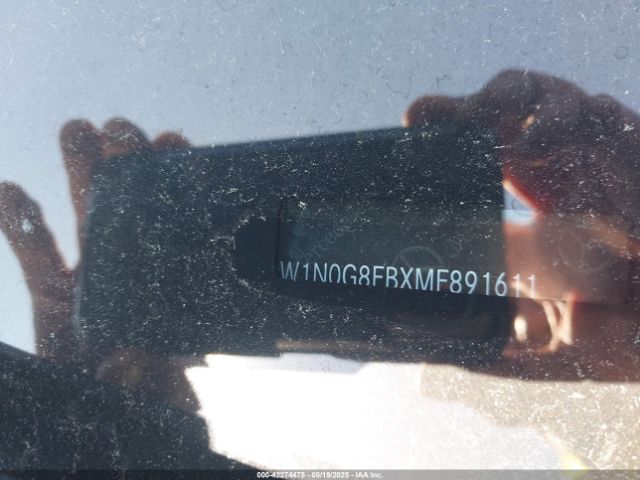 W1N0G8EBXMF891611
000-42274475 - 05/19/2025 - IAA Inc.